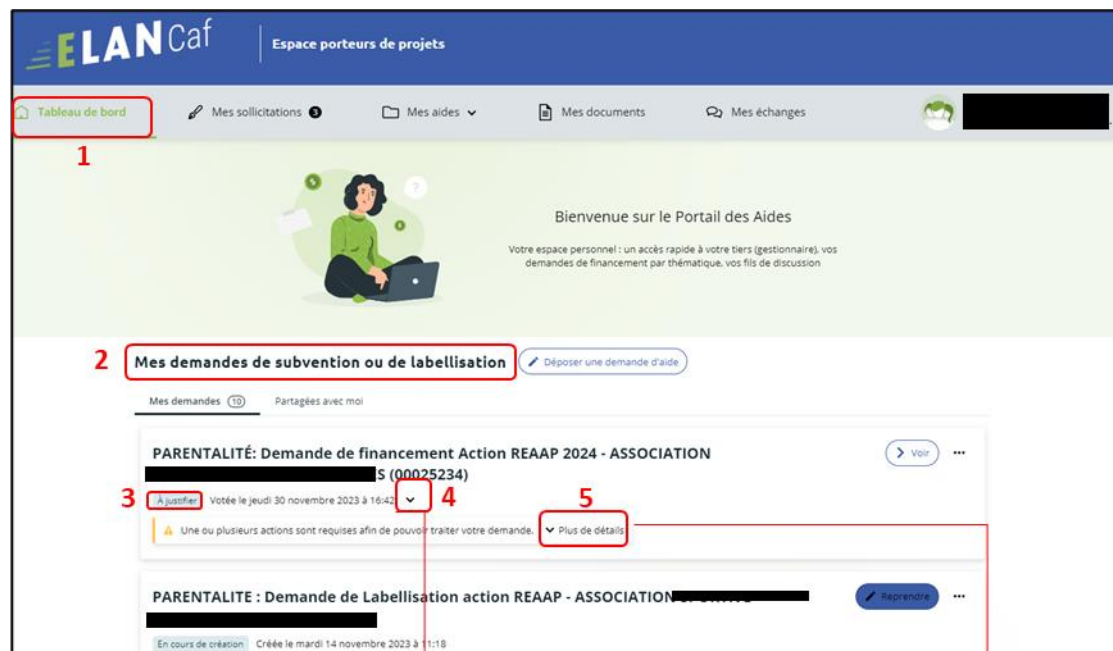 ELAN Caf
Espace porteurs de projets
Tableau de bord
Mes sollicitations 3
Mes aides
Mes documents
Mes échanges
1
?
Bienvenue sur le Portail des Aides
Votre espace personnel : un accès rapide à votre tiers (gestionnaire), vos
demandes de financement par thématique, vos fils de discussion
2
Mes demandes de subvention ou de labellisation
Déposer une demande d'aide
Mes demandes 10
Partagées avec moi
PARENTALITÉ: Demande de financement Action REAAP 2024 - ASSOCIATION
S (00025234)
Voir
3
À justifier
Votée le jeudi 30 novembre 2023 à 16:42
4
5
Une ou plusieurs actions sont requises afin de pouvoir traiter votre demande.
Plus de détails
PARENTALITE : Demande de Labellisation action REAAP - ASSOCIATION
Reprendre
En cours de création
Créée le mardi 14 novembre 2023 à 11:18